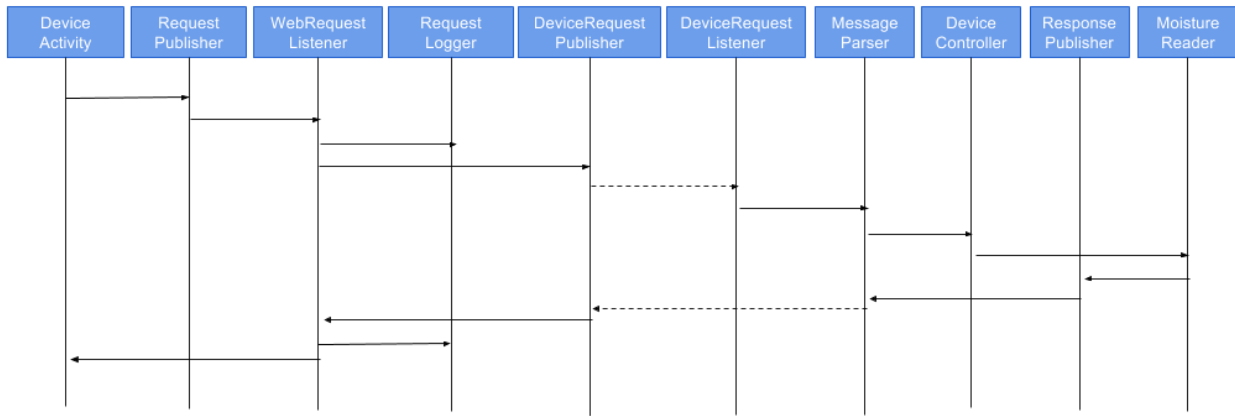 Device
Activity
Request
Publisher
WebRequest
Listener
Request
Logger
DeviceRequest
Publisher
DeviceRequest
Listener
Message
Parser
Device
Controller
Response
Publisher
Moisture
Reader